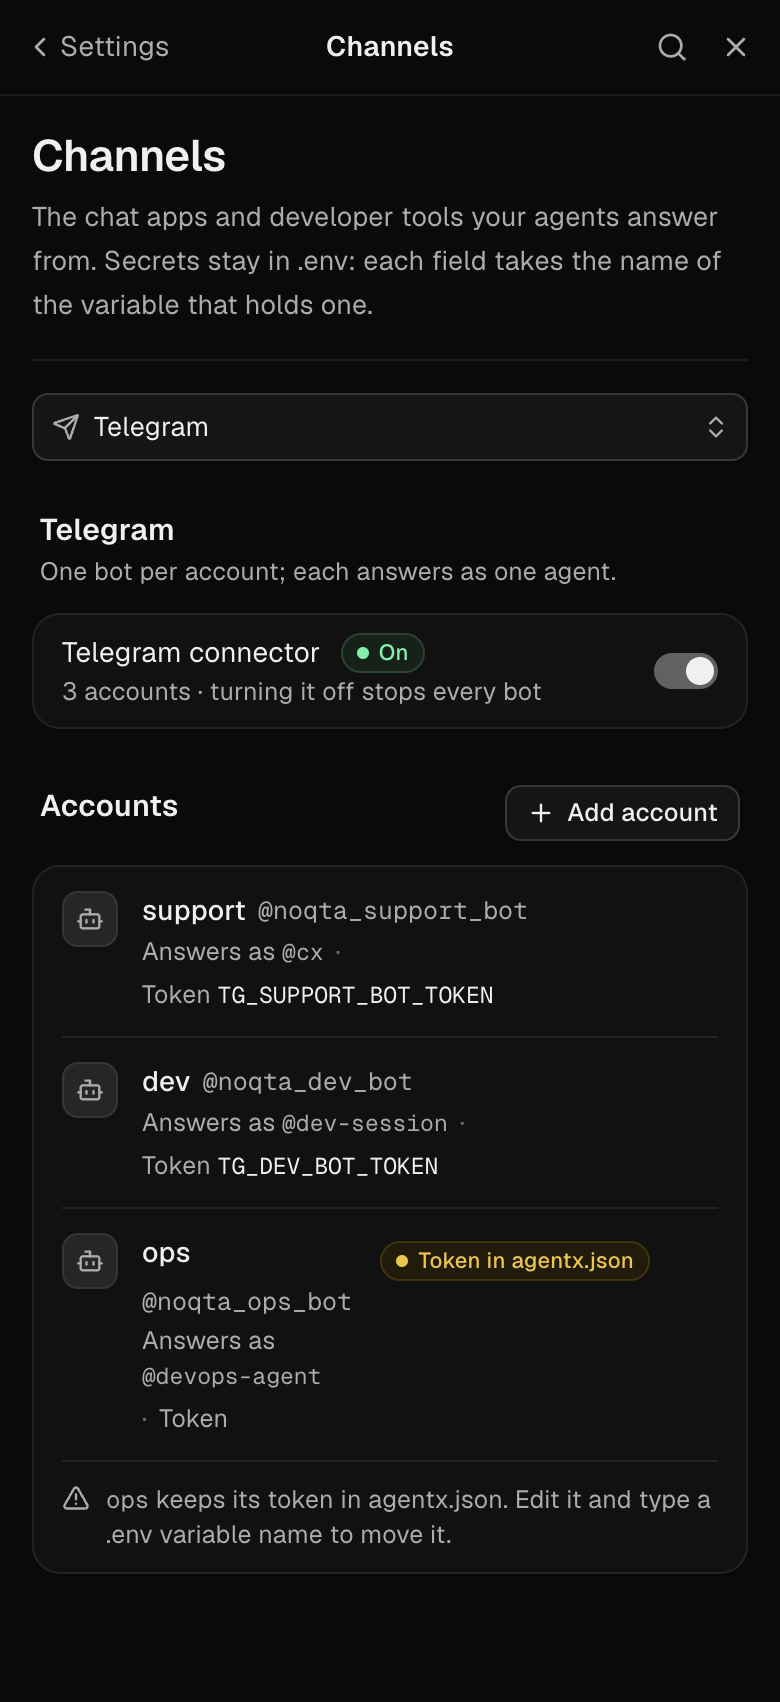 Settings
Channels
Channels
The chat apps and developer tools your agents answer
from. Secrets stay in .env: each field takes the name of
the variable that holds one.
Telegram
Telegram
One bot per account; each answers as one agent.
Telegram connector On
3 accounts · turning it off stops every bot
Accounts
Add account
support @noqta_support_bot
Answers as @cx ·
Token TG_SUPPORT_BOT_TOKEN
dev @noqta_dev_bot
Answers as @dev-session ·
Token TG_DEV_BOT_TOKEN
ops
Token in agentx.json
@noqta_ops_bot
Answers as
@devops-agent
· Token
ops keeps its token in agentx.json. Edit it and type a
.env variable name to move it.